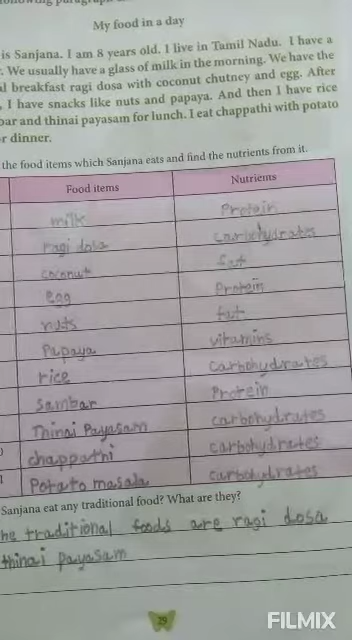 My food in a day
is Sanjana. I am 8 years old. I live in Tamil Nadu. I have a
We usually have a glass of milk in the morning. We have the
breakfast ragi dosa with coconut chutney and egg. After
, I have snacks like nuts and papaya. And then I have rice
and thinai payasam for lunch. I eat chappathi with potato
dinner.
the food items which Sanjana eats and find the nutrients from it.
Food items Nutrients
milk Protein
ragi dosa carbohydrates
coconut fat
egg Protein
nuts fat
Papaya vitamins
rice carbohydrates
sambar Protein
Thinai Payasam carbohydrates
chappathi carbohydrates
Potato masala carbohydrates
Sanjana eat any traditional food? What are they?
he traditional foods are ragi dosa
thinai payasam
29
FILMIX